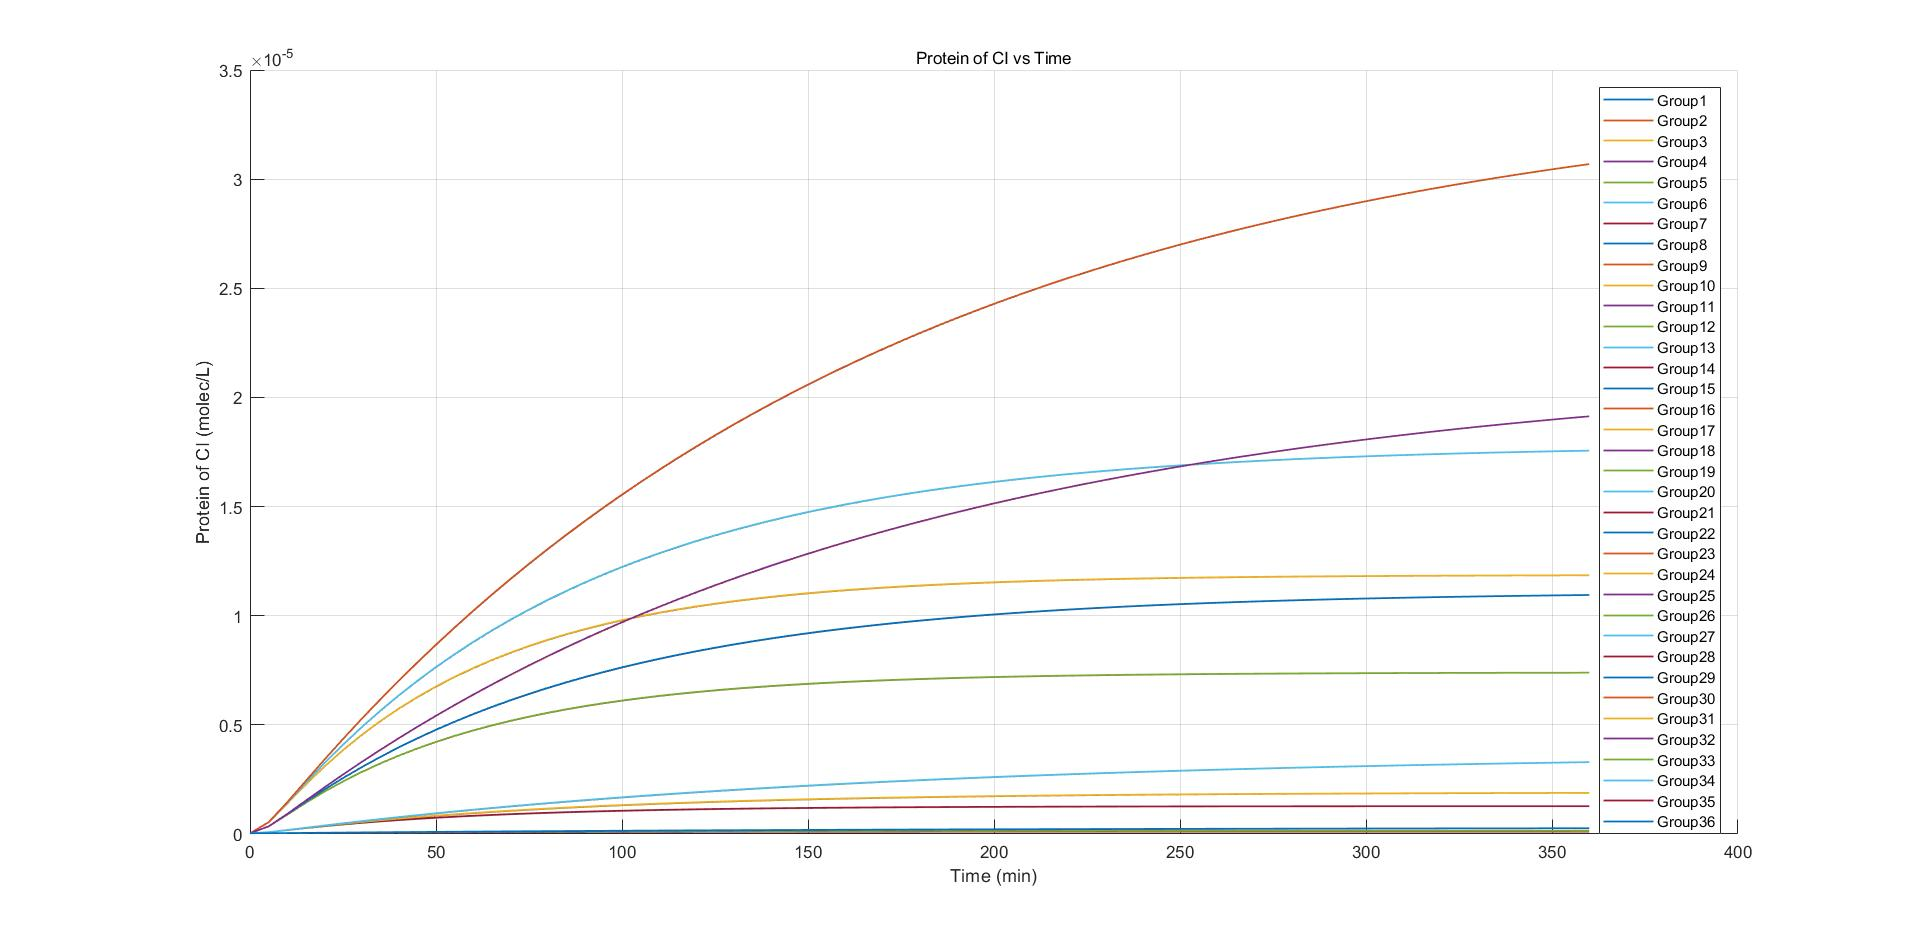 Protein of CI vs Time
×10-5
3.5
3
2.5
2
1.5
1
0.5
0
Protein of CI (molec/L)
0 50 100 150 200 250 300 350 400
Time (min)
Group1
Group2
Group3
Group4
Group5
Group6
Group7
Group8
Group9
Group10
Group11
Group12
Group13
Group14
Group15
Group16
Group17
Group18
Group19
Group20
Group21
Group22
Group23
Group24
Group25
Group26
Group27
Group28
Group29
Group30
Group31
Group32
Group33
Group34
Group35
Group36